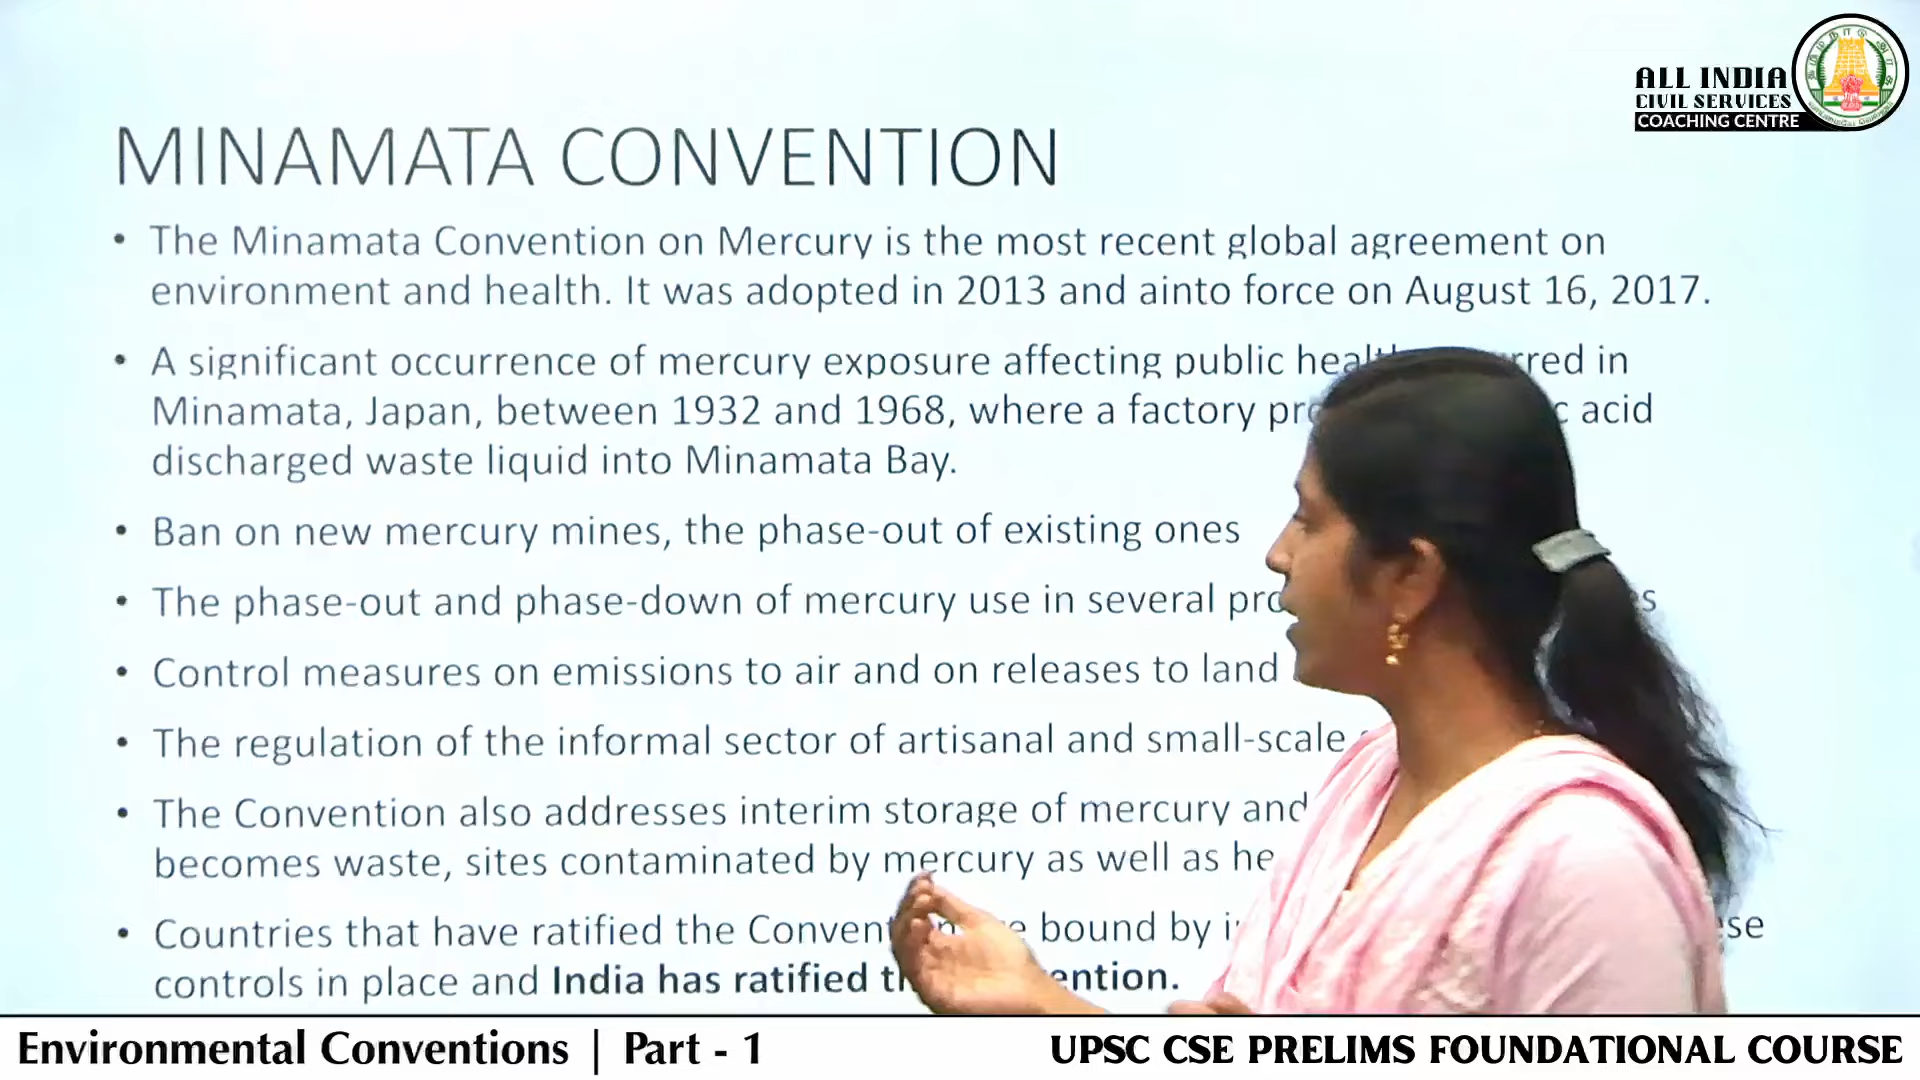 ALL INDIA
CIVIL SERVICES
COACHING CENTRE
MINAMATA CONVENTION
• The Minamata Convention on Mercury is the most recent global agreement on
environment and health. It was adopted in 2013 and ainto force on August 16, 2017.
• A significant occurrence of mercury exposure affecting public in
Minamata, Japan, between 1932 and 1968, where a factory acid
discharged waste liquid into Minamata Bay.
• Ban on new mercury mines, the phase-out of existing ones
• The phase-out and phase-down of mercury use in several
• Control measures on emissions to air and on releases to land
• The regulation of the informal sector of artisanal and small-scale
• The Convention also addresses interim storage of mercury and
becomes waste, sites contaminated by mercury as well as
• Countries that have ratified the bound by
controls in place and India has ratified
Environmental Conventions | Part - 1
UPSC CSE PRELIMS FOUNDATIONAL COURSE